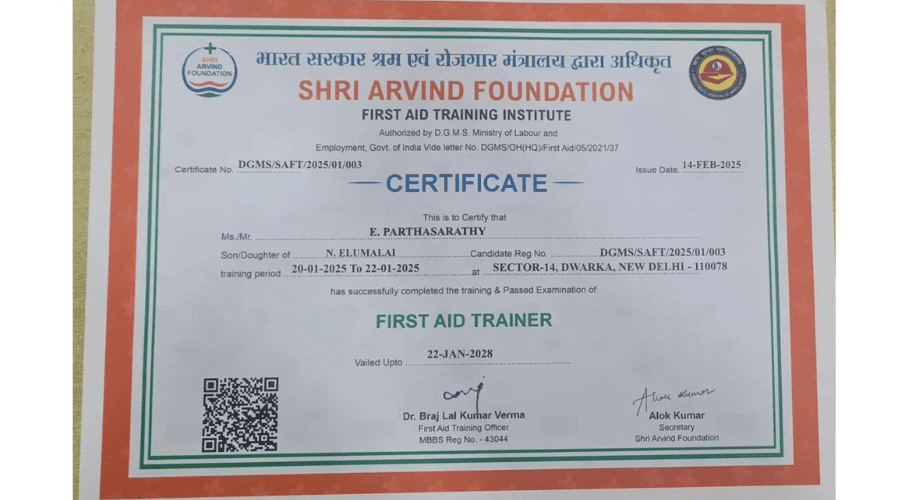 SHRI
ARVIND
FOUNDATION
भारत सरकार श्रम एवं रोजगार मंत्रालय द्वारा अधिकृत
SHRI ARVIND FOUNDATION
FIRST AID TRAINING INSTITUTE
Authorized by D.G.M.S. Ministry of Labour and
Employment, Govt. of India Vide letter No. DGMS/OH(HQ)/First Aid/05/2021/37
Certificate No. DGMS/SAFT/2025/01/003 Issue Date. 14-FEB-2025
CERTIFICATE
This is to Certify that
Ms./Mr. E. PARTHASARATHY
Son/Doughter of N. ELUMALAI Candidate Reg No. DGMS/SAFT/2025/01/003
training period 20-01-2025 To 22-01-2025 at SECTOR-14, DWARKA, NEW DELHI - 110078
has successfully completed the training & Passed Examination of
FIRST AID TRAINER
Vailed Upto 22-JAN-2028
Alok Kumar
Dr. Braj Lal Kumar Verma Alok Kumar
First Aid Training Officer Secretary
MBBS Reg No. - 43044 Shri Arvind Foundation